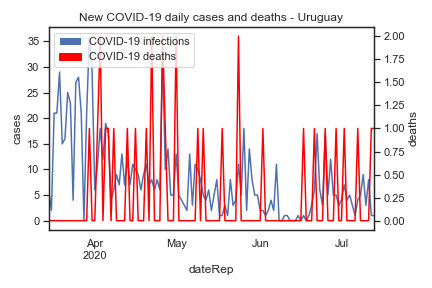 New COVID-19 daily cases and deaths - Uruguay
COVID-19 infections
COVID-19 deaths
35
30
25
20
15
10
5
0
cases
2.00
1.75
1.50
1.25
1.00
0.75
0.50
0.25
0.00
deaths
Apr
2020
May
Jun
Jul
dateRep